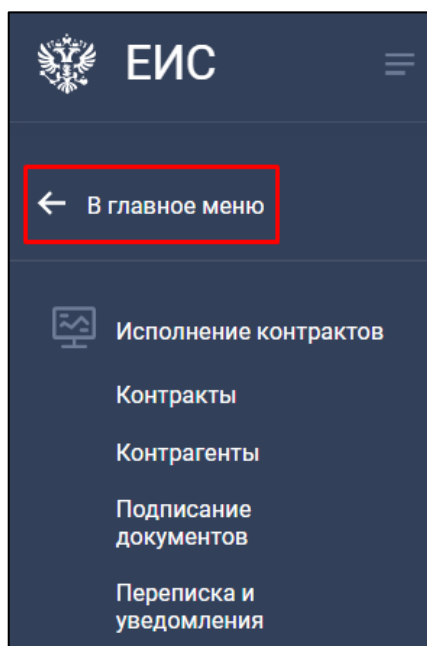 ЕИС
В главное меню
Исполнение контрактов
Контракты
Контрагенты
Подписание
документов
Переписка и
уведомления